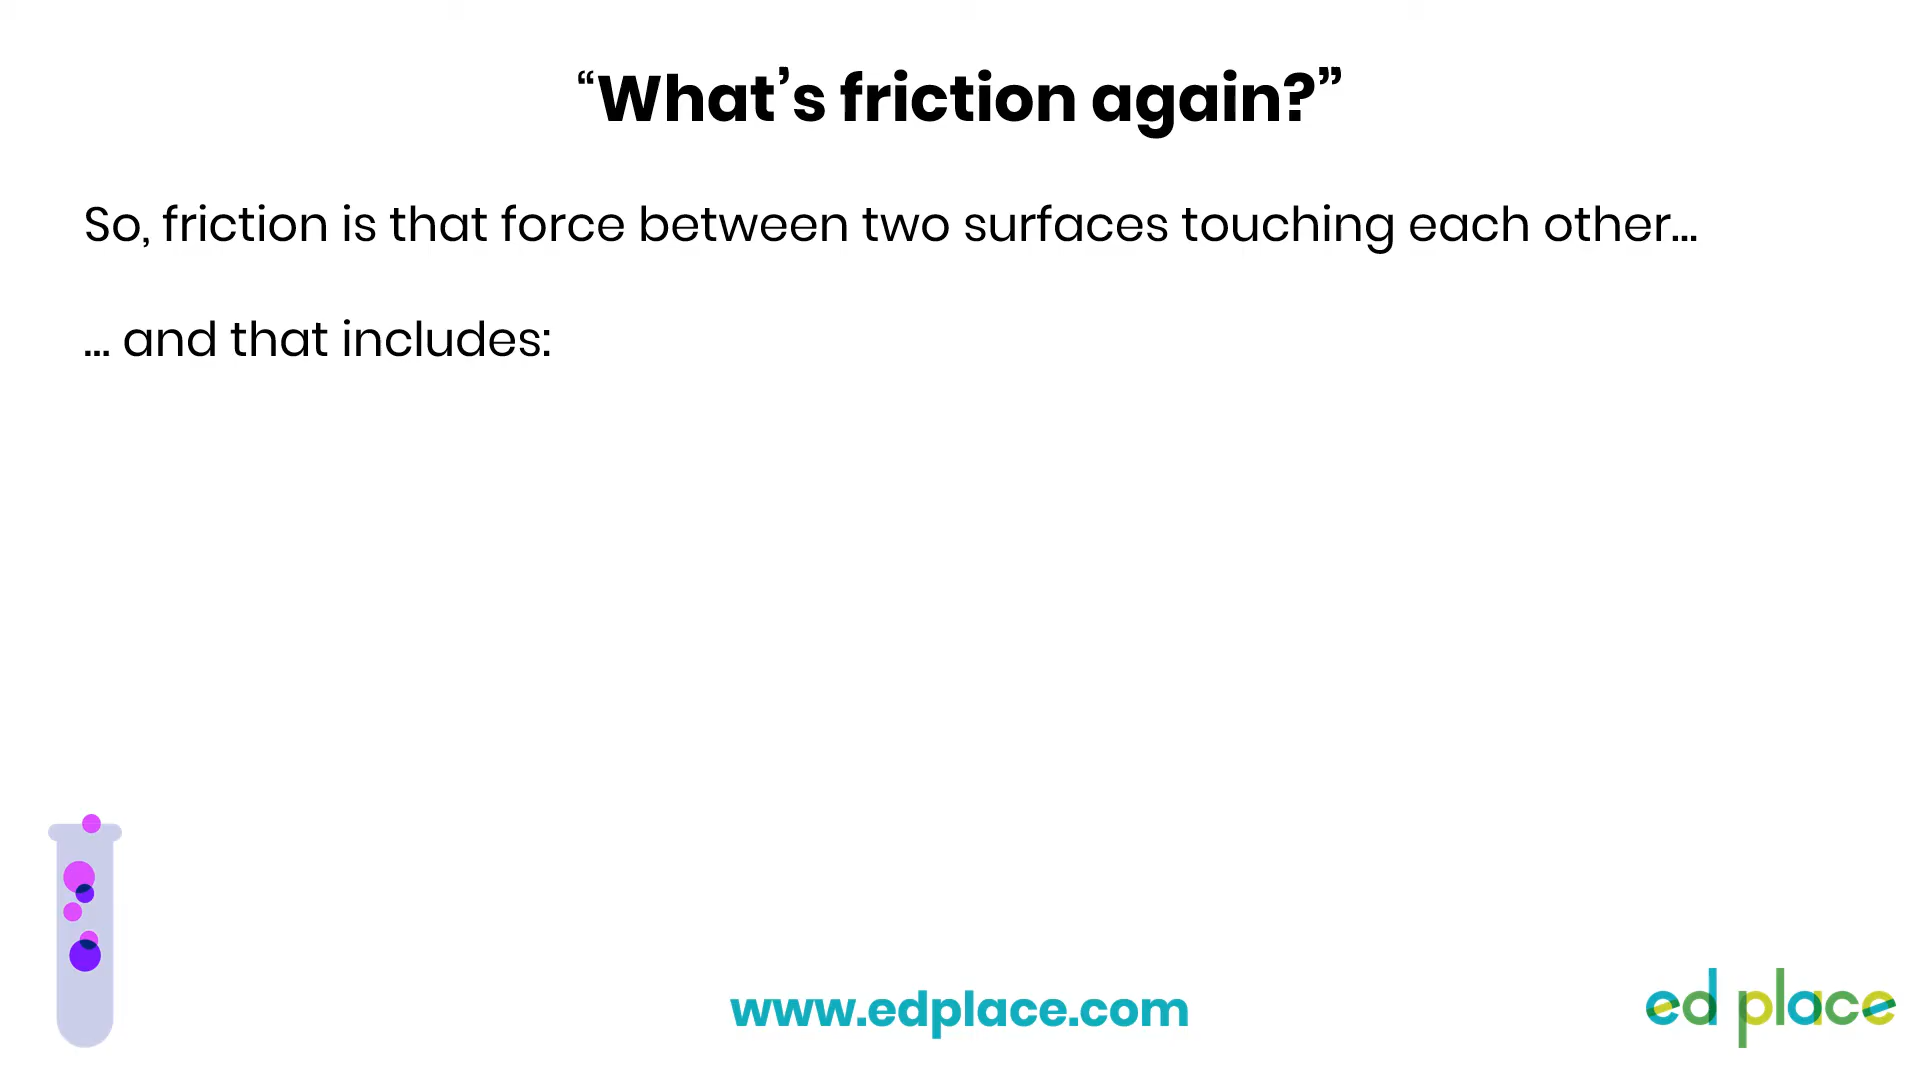 “What’s friction again?”
So, friction is that force between two surfaces touching each other...
... and that includes:
www.edplace.com
ed place